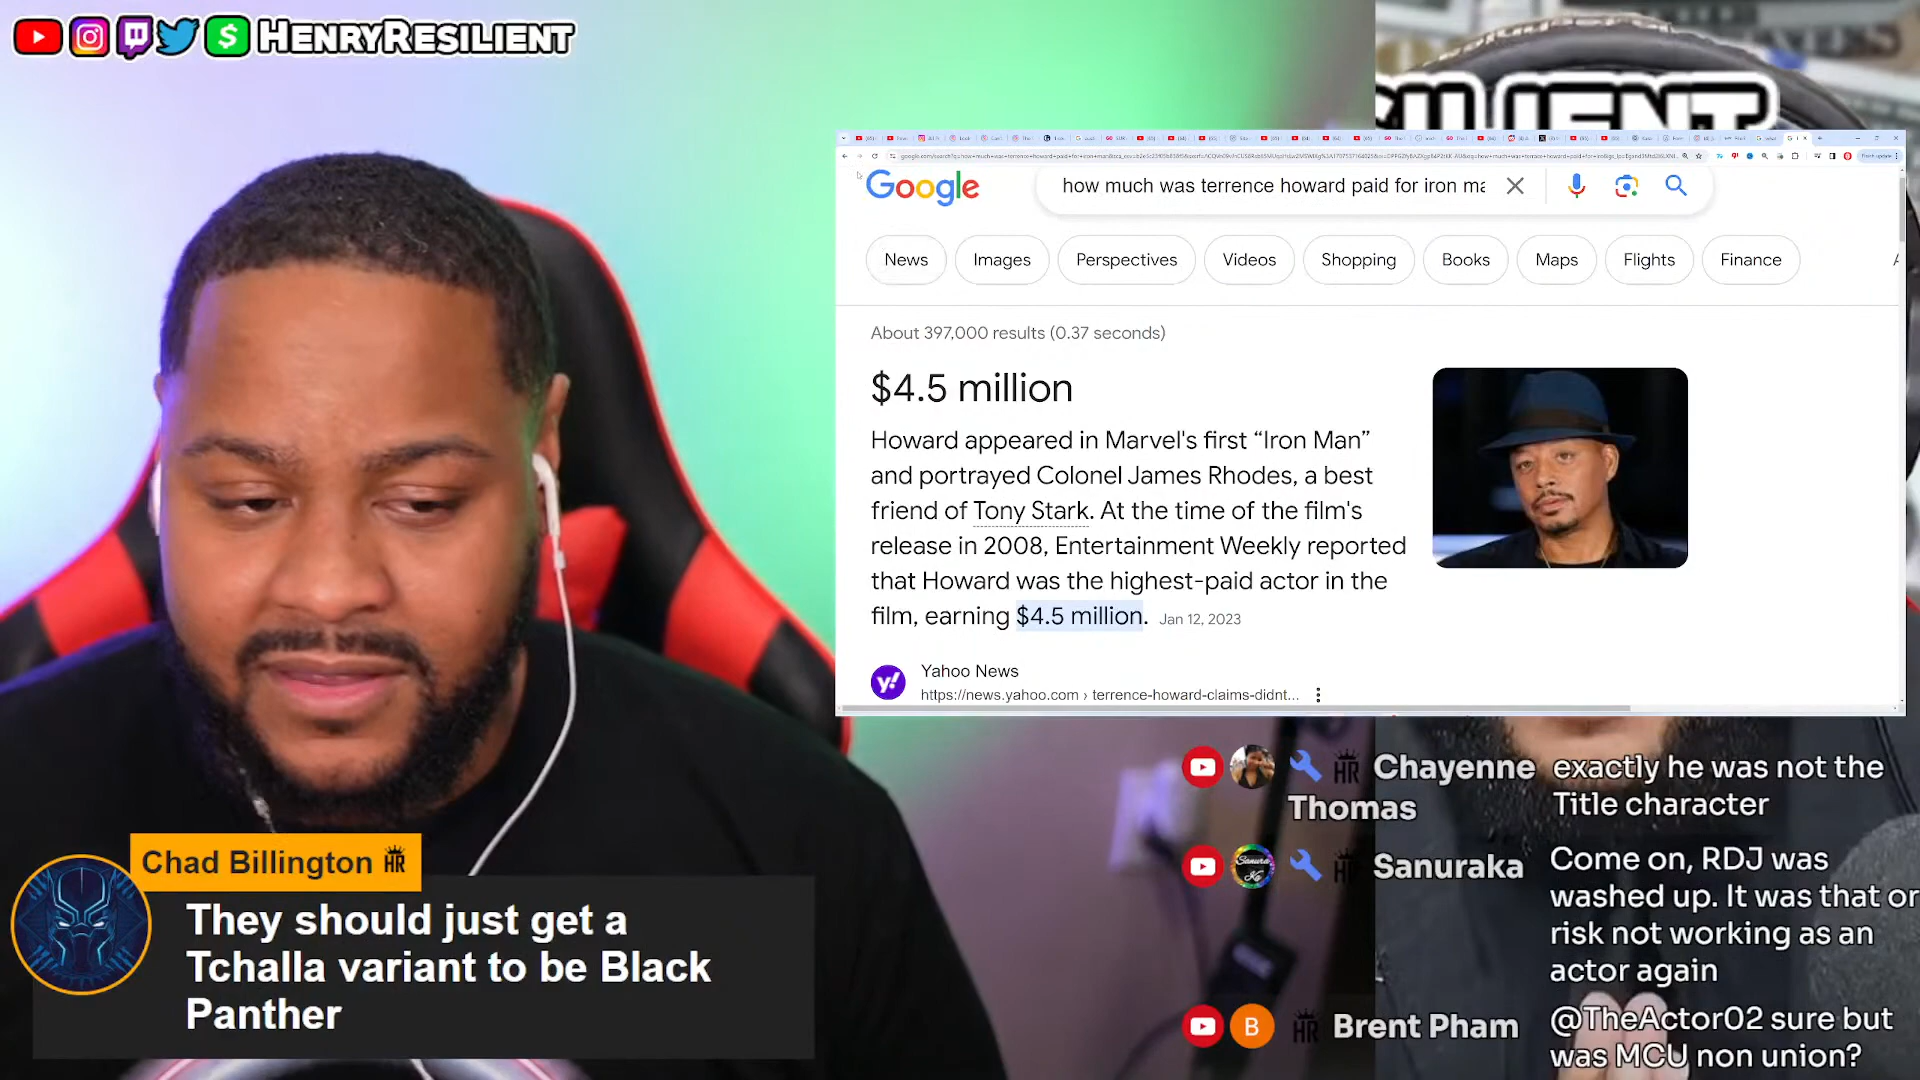 HENRYRESILIENT
Google
how much was terrence howard paid for iron ma
News
Images
Perspectives
Videos
Shopping
Books
Maps
Flights
Finance
About 397,000 results (0.37 seconds)
$4.5 million
Howard appeared in Marvel's first “Iron Man”
and portrayed Colonel James Rhodes, a best
friend of Tony Stark. At the time of the film's
release in 2008, Entertainment Weekly reported
that Howard was the highest-paid actor in the
film, earning $4.5 million. Jan 12, 2023
Yahoo News
https://news.yahoo.com › terrence-howard-claims-didnt...
Chayenne
Thomas
exactly he was not the
Title character
Sanuraka
Come on, RDJ was
washed up. It was that or
risk not working as an
actor again
Brent Pham
@TheActor02 sure but
was MCU non union?
Chad Billington HR
They should just get a
Tchalla variant to be Black
Panther